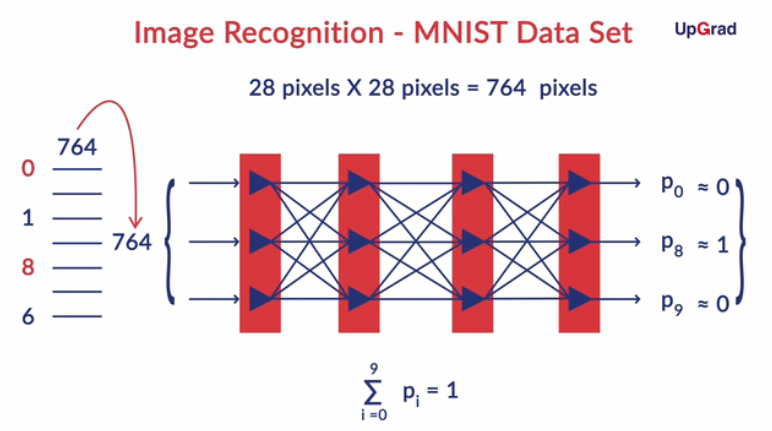 Image Recognition - MNIST Data Set
UpGrad
28 pixels X 28 pixels = 764 pixels
764
0
1
764
8
6
p₀ ≈ 0
p₈ ≈ 1
p₉ ≈ 0
9
∑ pᵢ = 1
i =0